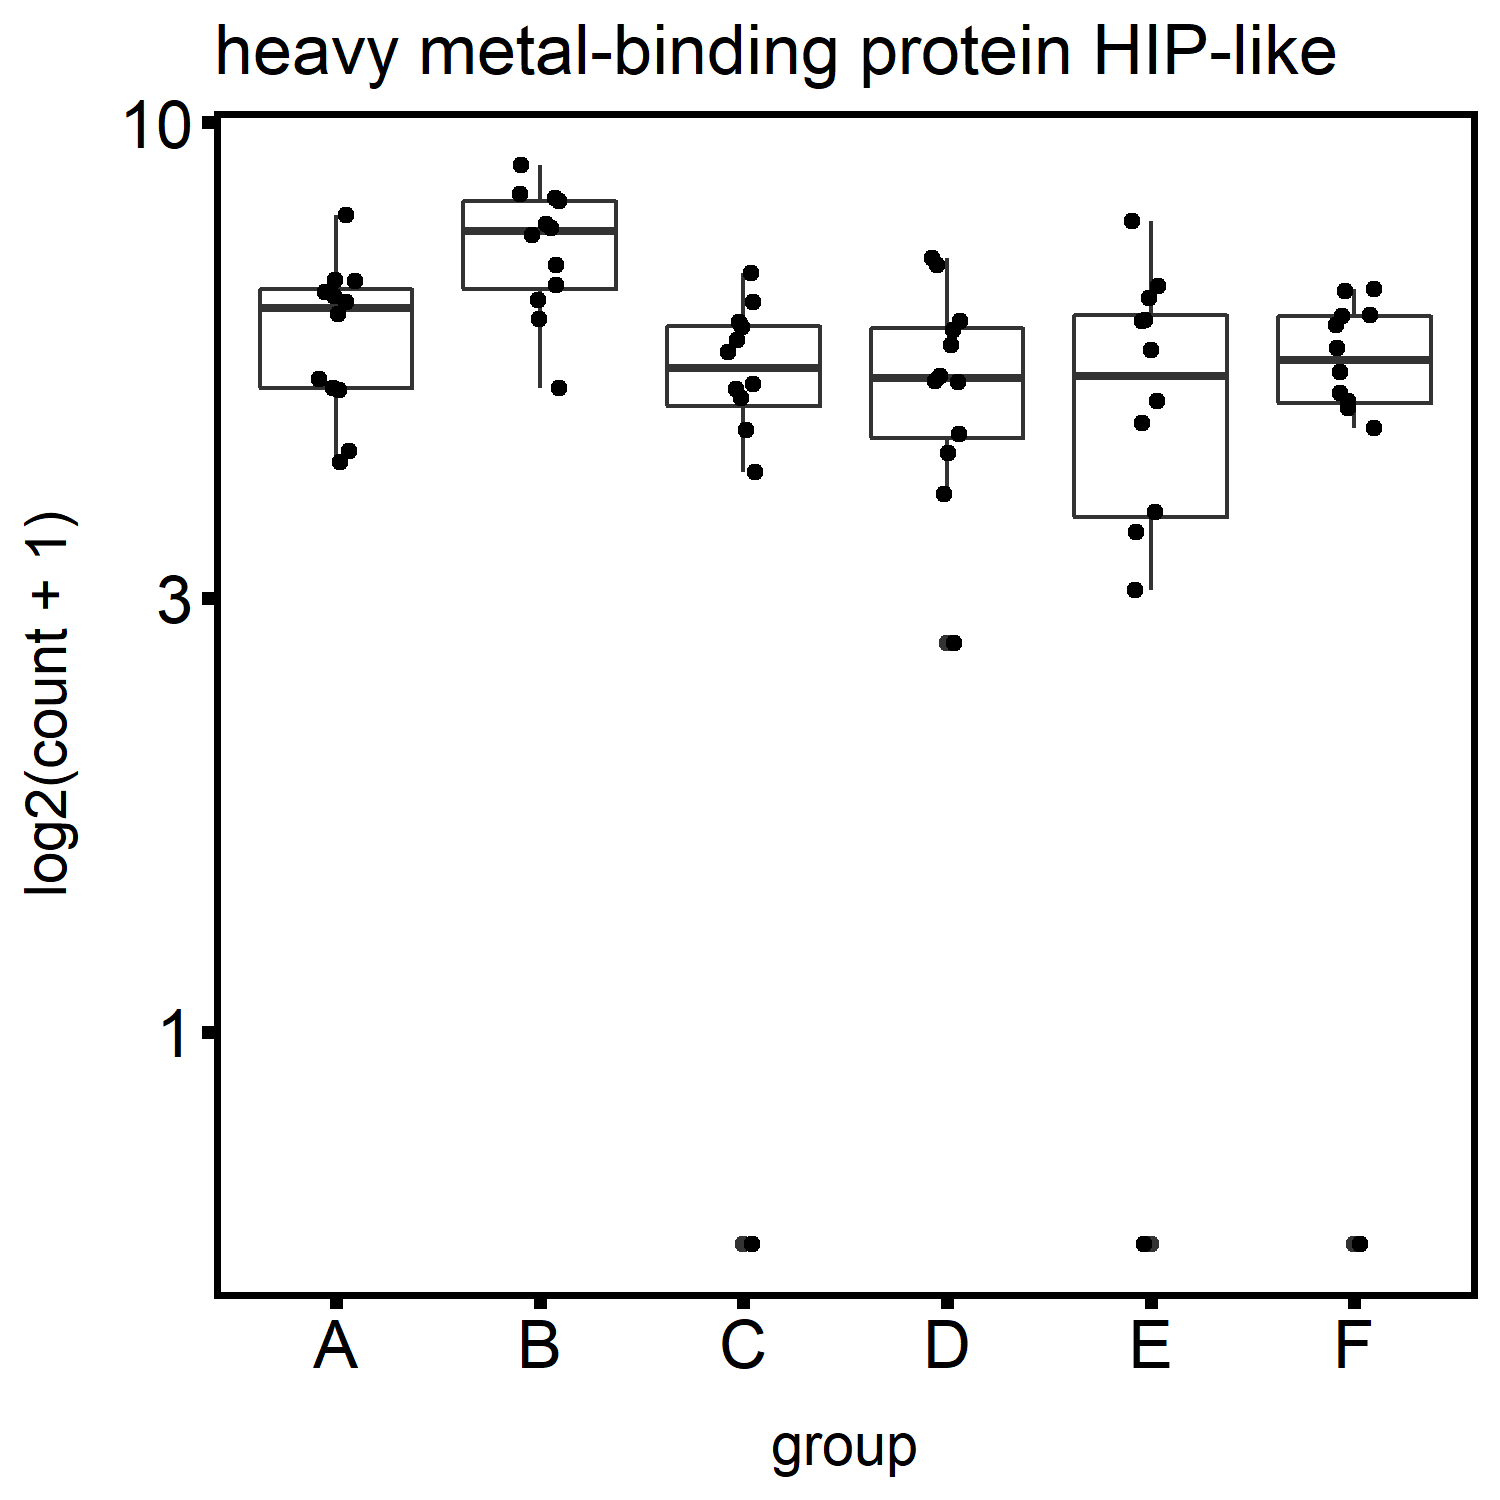 heavy metal-binding protein HIP-like
10
3
1
log2(count + 1)
A B C D E F
group